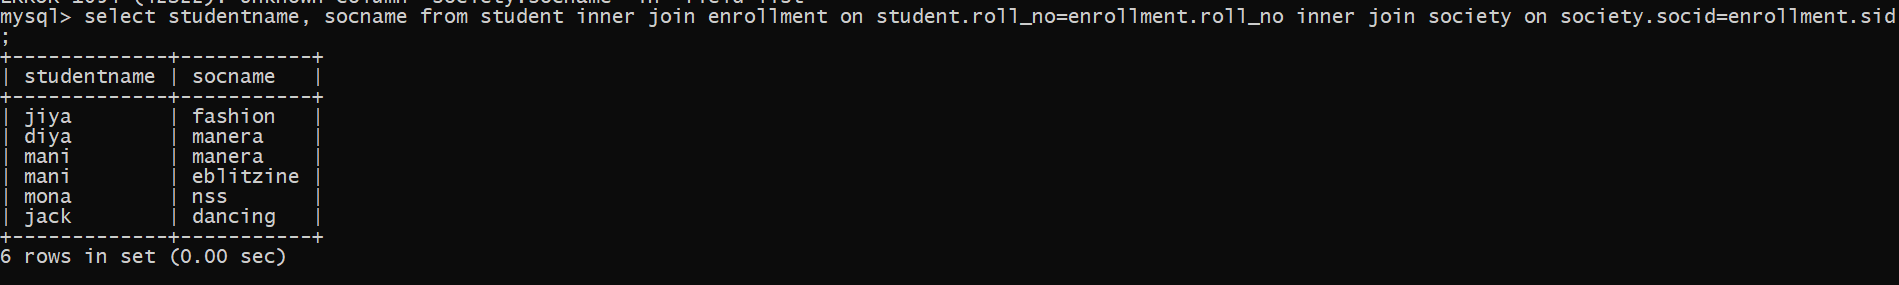 mysql> select studentname, socname from student inner join enrollment on student.roll_no=enrollment.roll_no inner join society on society.socid=enrollment.sid
;
+-------------+-----------+
| studentname | socname   |
+-------------+-----------+
| jiya        | fashion   |
| diya        | manera    |
| mani        | manera    |
| mani        | eblitzine |
| mona        | nss       |
| jack        | dancing   |
+-------------+-----------+
6 rows in set (0.00 sec)